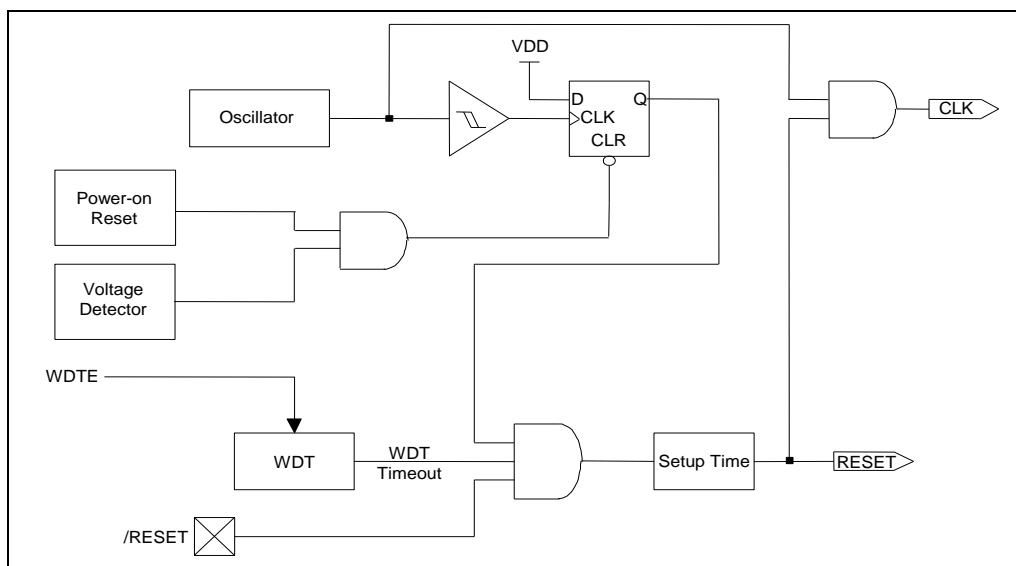 VDD
Oscillator
D
Q
CLK
CLR
CLK
Power-on
Reset
Voltage
Detector
WDTE
WDT
WDT
Timeout
Setup Time
RESET
/RESET